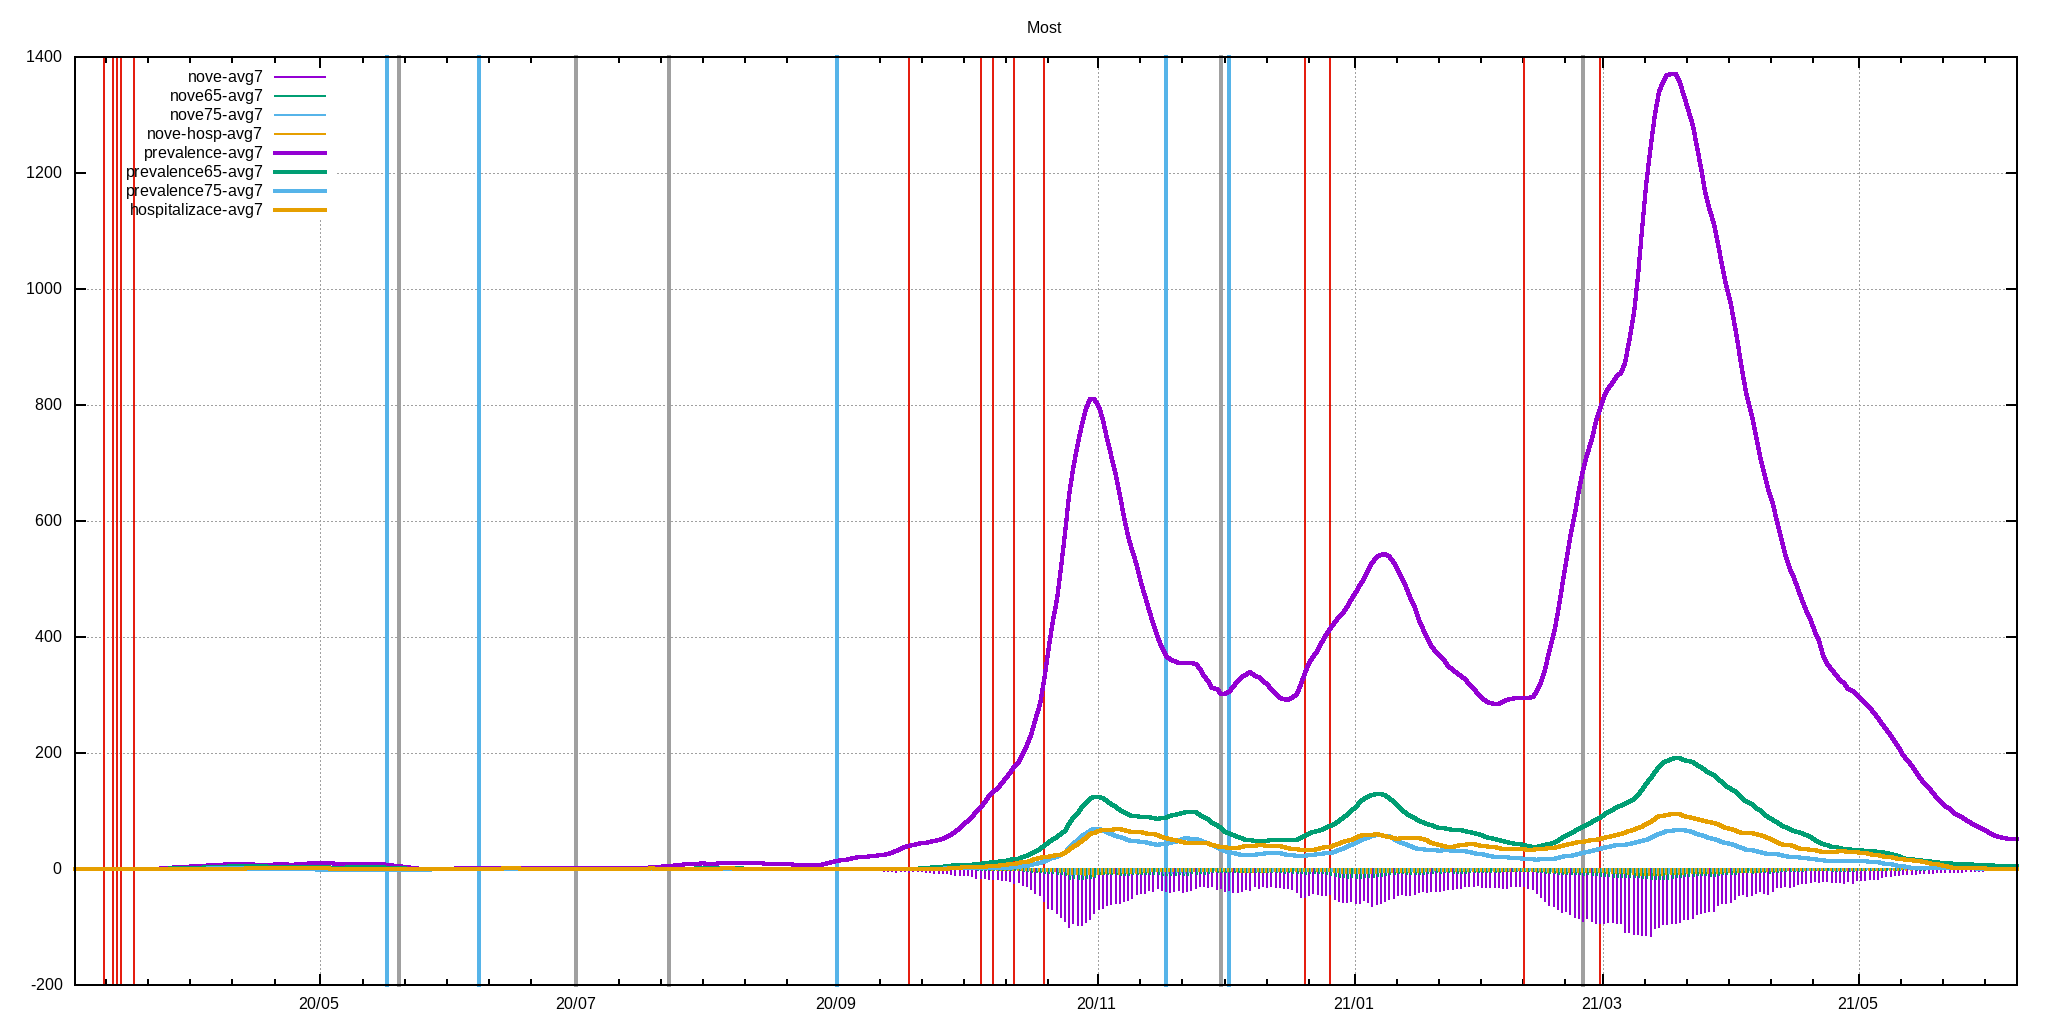 Most
1400
1200
1000
800
600
400
200
0
-200
nove-avg7
nove65-avg7
nove75-avg7
nove-hosp-avg7
prevalence-avg7
prevalence65-avg7
prevalence75-avg7
hospitalizace-avg7
20/05 20/07 20/09 20/11 21/01 21/03 21/05